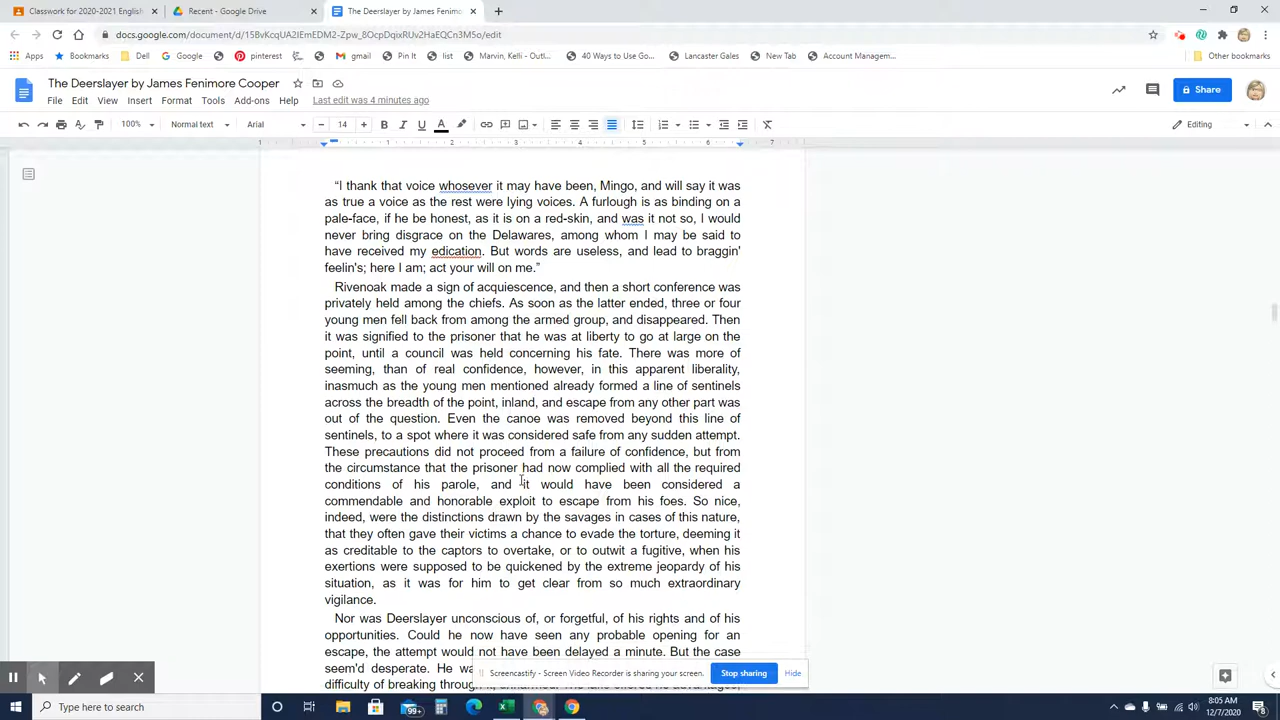 Classwork for 2020-2021 English
Recent - Google Drive
The Deerslayer by James Fenimo
docs.google.com/document/d/15BvKcqUA2IEmEDM2-Zpw_8OcpDqixRUv2HaEQCn3M5o/edit
Apps
Bookmarks
Dell
Google
pinterest
gmail
Pin It
list
Marvin, Kelli - Outl...
40 Ways to Use Go...
Lancaster Gales
New Tab
Account Managem...
Other bookmarks
The Deerslayer by James Fenimore Cooper
File Edit View Insert Format Tools Add-ons Help Last edit was 4 minutes ago
Share
100% Normal text Arial 14 B I U A Editing
1 1 2 3 4 5 6 7
“I thank that voice whosever it may have been, Mingo, and will say it was
as true a voice as the rest were lying voices. A furlough is as binding on a
pale-face, if he be honest, as it is on a red-skin, and was it not so, I would
never bring disgrace on the Delawares, among whom I may be said to
have received my edication. But words are useless, and lead to braggin'
feelin's; here I am; act your will on me.”
Rivenoak made a sign of acquiescence, and then a short conference was
privately held among the chiefs. As soon as the latter ended, three or four
young men fell back from among the armed group, and disappeared. Then
it was signified to the prisoner that he was at liberty to go at large on the
point, until a council was held concerning his fate. There was more of
seeming, than of real confidence, however, in this apparent liberality,
inasmuch as the young men mentioned already formed a line of sentinels
across the breadth of the point, inland, and escape from any other part was
out of the question. Even the canoe was removed beyond this line of
sentinels, to a spot where it was considered safe from any sudden attempt.
These precautions did not proceed from a failure of confidence, but from
the circumstance that the prisoner had now complied with all the required
conditions of his parole, and it would have been considered a
commendable and honorable exploit to escape from his foes. So nice,
indeed, were the distinctions drawn by the savages in cases of this nature,
that they often gave their victims a chance to evade the torture, deeming it
as creditable to the captors to overtake, or to outwit a fugitive, when his
exertions were supposed to be quickened by the extreme jeopardy of his
situation, as it was for him to get clear from so much extraordinary
vigilance.
Nor was Deerslayer unconscious of, or forgetful, of his rights and of his
opportunities. Could he now have seen any probable opening for an
escape, the attempt would not have been delayed a minute. But the case
seem'd desperate. He wa
difficulty of breaking through
Screencastify - Screen Video Recorder is sharing your screen.
Stop sharing
Hide
Type here to search
99+
8:05 AM
12/7/2020
8